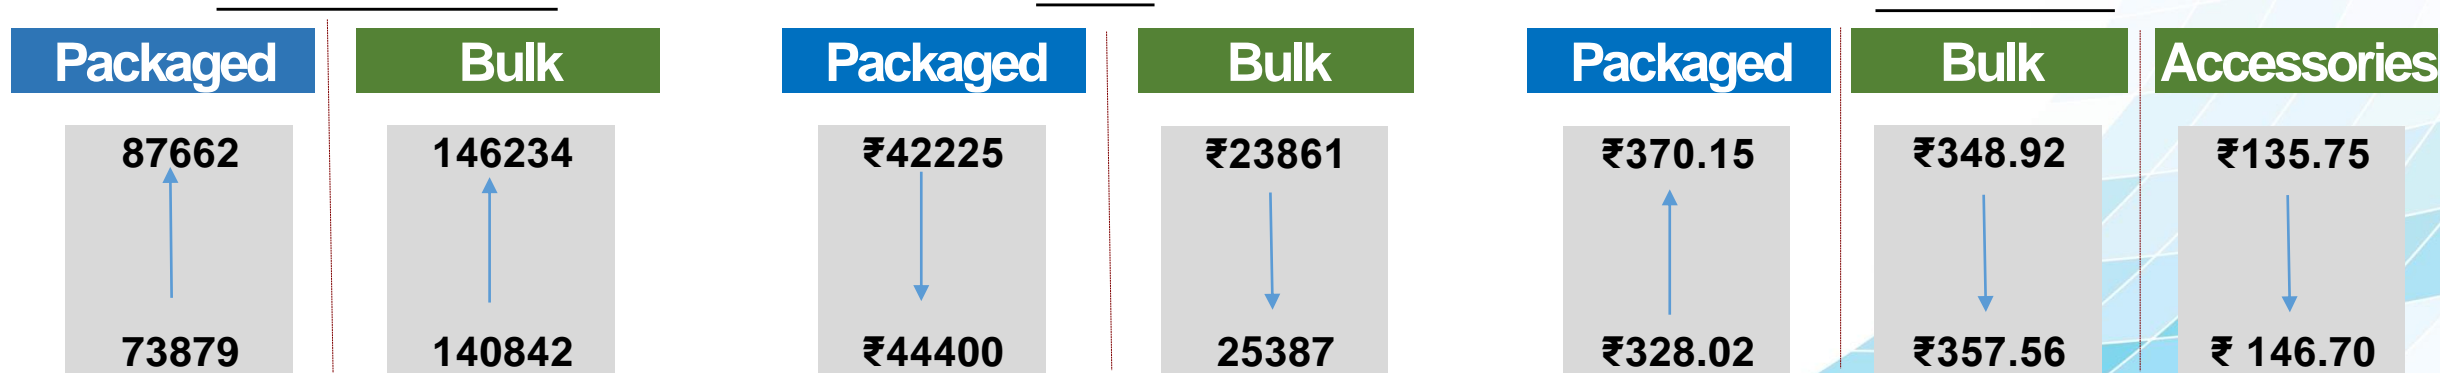 Packaged Bulk Packaged Bulk Packaged Bulk Accessories
87662 146234 ₹42225 ₹23861 ₹370.15 ₹348.92 ₹135.75
73879 140842 ₹44400 25387 ₹328.02 ₹357.56 ₹ 146.70